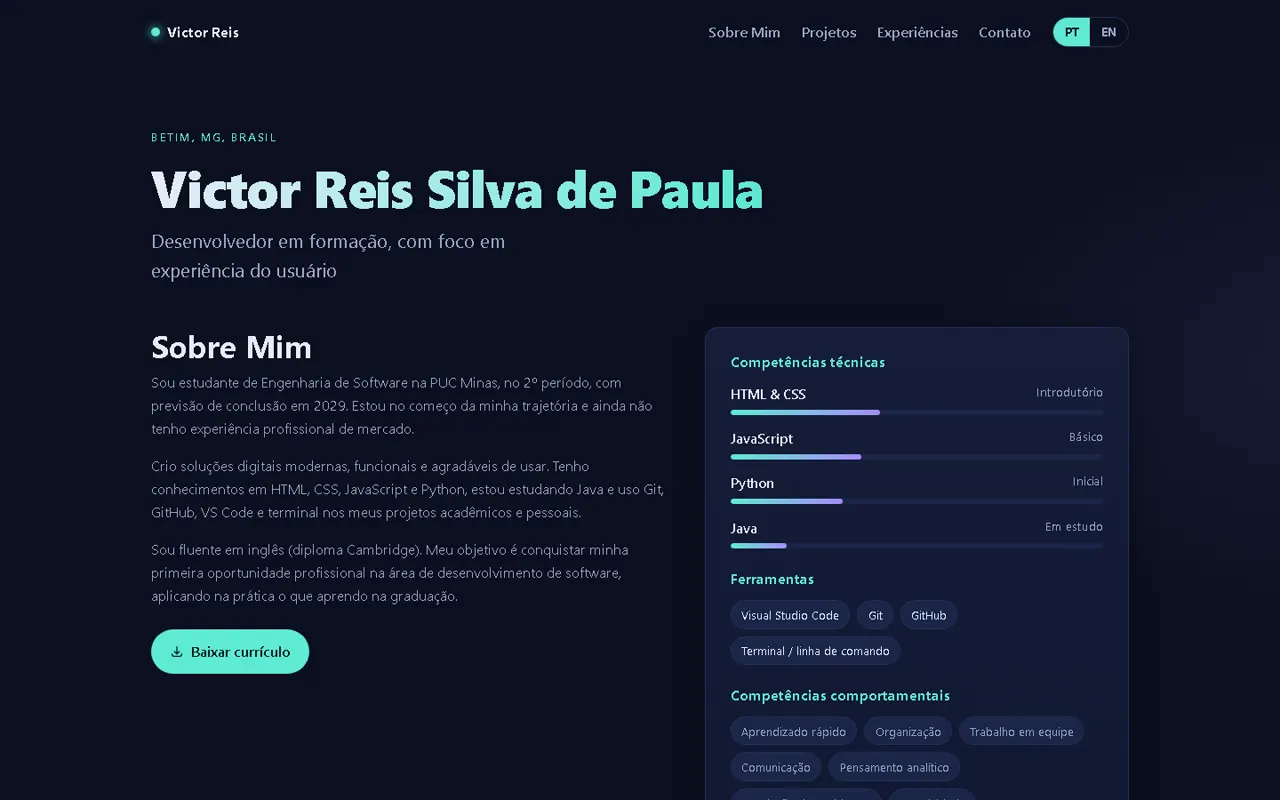 Victor Reis
Sobre Mim Projetos Experiências Contato PT EN
BETIM, MG, BRASIL
Victor Reis Silva de Paula
Desenvolvedor em formação, com foco em
experiência do usuário
Sobre Mim
Sou estudante de Engenharia de Software na PUC Minas, no 2º período, com
previsão de conclusão em 2029. Estou no começo da minha trajetória e ainda não
tenho experiência profissional de mercado.
Crio soluções digitais modernas, funcionais e agradáveis de usar. Tenho
conhecimentos em HTML, CSS, JavaScript e Python, estou estudando Java e uso Git,
GitHub, VS Code e terminal nos meus projetos acadêmicos e pessoais.
Sou fluente em inglês (diploma Cambridge). Meu objetivo é conquistar minha
primeira oportunidade profissional na área de desenvolvimento de software,
aplicando na prática o que aprendo na graduação.
Baixar currículo
Competências técnicas
HTML & CSS Introdutório
JavaScript Básico
Python Inicial
Java Em estudo
Ferramentas
Visual Studio Code Git GitHub
Terminal / linha de comando
Competências comportamentais
Aprendizado rápido Organização Trabalho em equipe
Comunicação Pensamento analítico